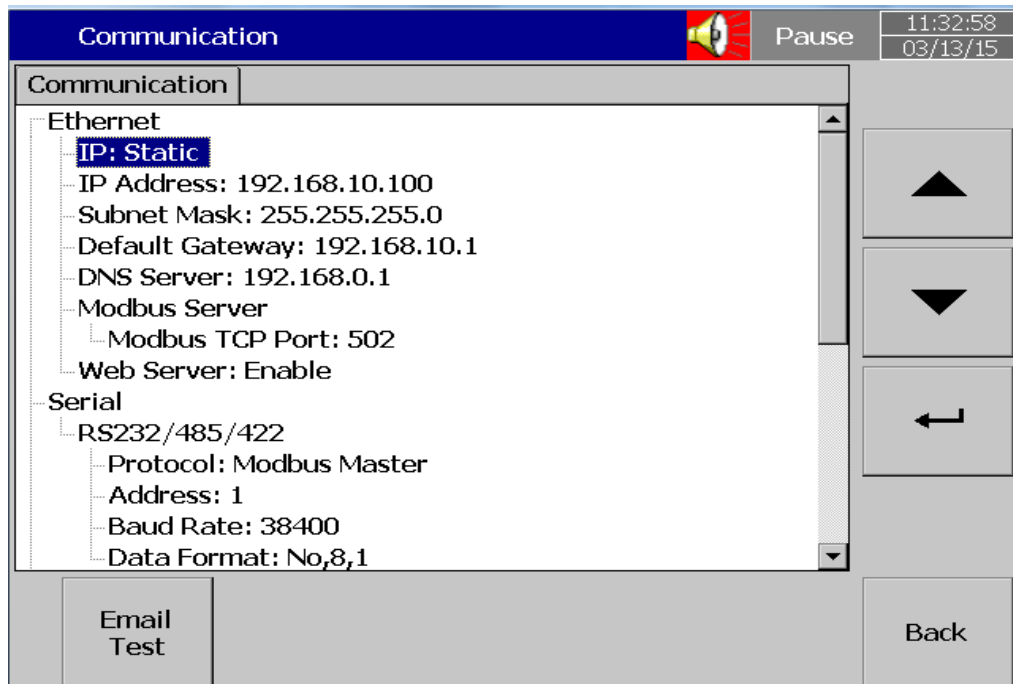 Communication
Pause
11:32:58
03/13/15
Communication
Ethernet
IP: Static
IP Address: 192.168.10.100
Subnet Mask: 255.255.255.0
Default Gateway: 192.168.10.1
DNS Server: 192.168.0.1
Modbus Server
Modbus TCP Port: 502
Web Server: Enable
Serial
RS232/485/422
Protocol: Modbus Master
Address: 1
Baud Rate: 38400
Data Format: No,8,1
Email
Test
Back